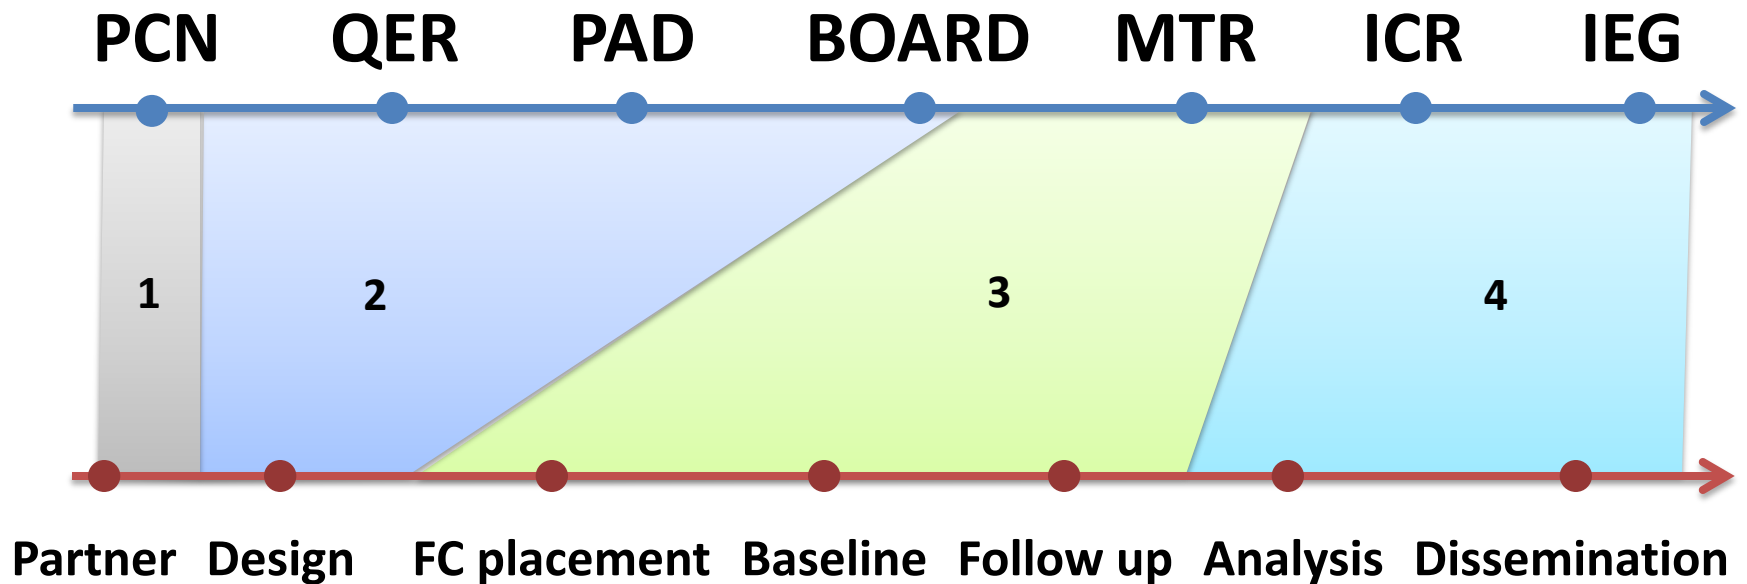 PCN QER PAD BOARD MTR ICR IEG
1 2 3 4
Partner Design FC placement Baseline Follow up Analysis Dissemination